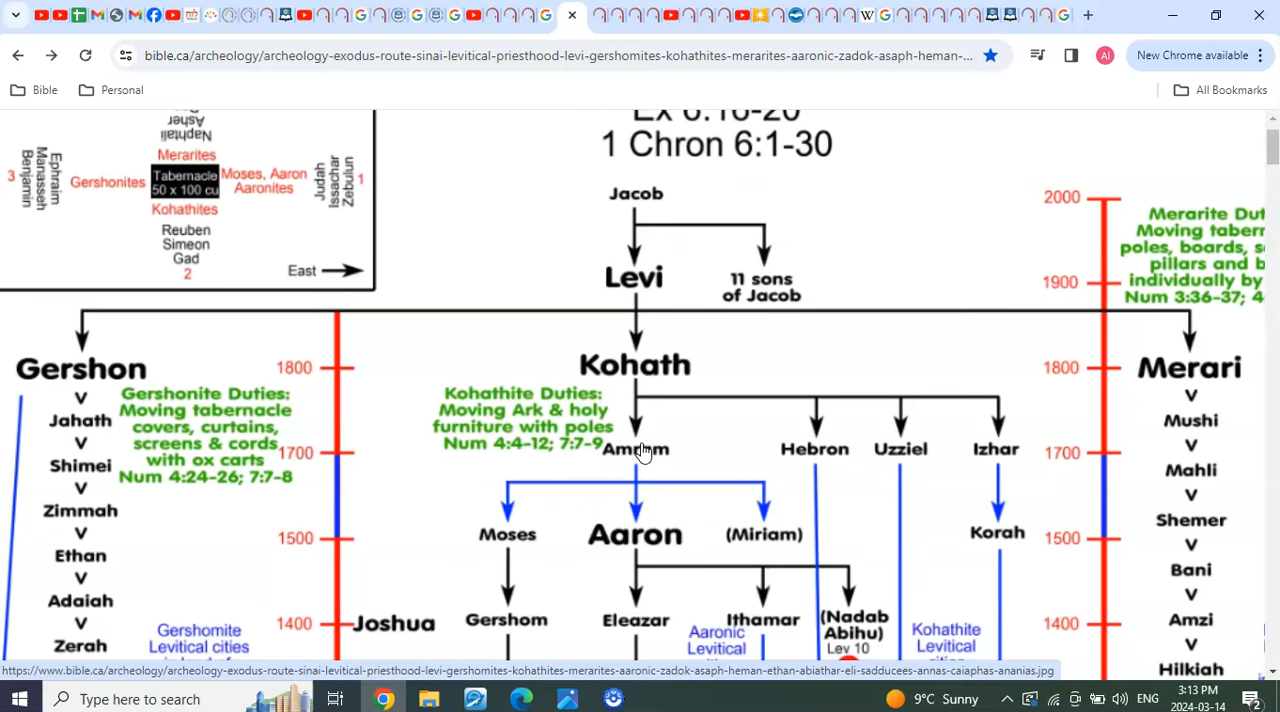 bible.ca/archeology/archeology-exodus-route-sinai-levitical-priesthood-levi-gershomites-kohathites-merarites-aaronic-zadok-asaph-heman-...
AI
New Chrome available
Bible
Personal
All Bookmarks
1 Chron 6:1-30
Asher
Naphtali
Merarites
3
Ephraim
Manasseh
Benjamin
Gershonites
Tabernacle
50 x 100 cu
Moses, Aaron
Aaronites
Judah
Issachar
Zebulun
1
Kohathites
Reuben
Simeon
Gad
2
East
Jacob
Levi
11 sons
of Jacob
2000
1900
Merarite Dut
Moving tabern
poles, boards, s
pillars and b
individually by
Num 3:36-37; 4
Gershon
Jahath
Shimei
Zimmah
Ethan
Adaiah
Zerah
Gershonite Duties:
Moving tabernacle
covers, curtains,
screens & cords
with ox carts
Num 4:24-26; 7:7-8
Gershomite
Levitical cities
1800
1700
1500
1400
Kohath
Kohathite Duties:
Moving Ark & holy
furniture with poles
Num 4:4-12; 7:7-9
Hebron
Uzziel
Izhar
Moses
Aaron
(Miriam)
Korah
Joshua
Gershom
Eleazar
Ithamar
(Nadab
Abihu)
Lev 10
Aaronic
Levitical
Kohathite
Levitical
1800
1700
1500
1400
Merari
Mushi
Mahli
Shemer
Bani
Amzi
Hilkiah
https://www.bible.ca/archeology/archeology-exodus-route-sinai-levitical-priesthood-levi-gershomites-kohathites-merarites-aaronic-zadok-asaph-heman-ethan-abiathar-eli-sadducees-annas-caiaphas-ananias.jpg
Type here to search
9°C Sunny
ENG
3:13 PM
2024-03-14
2